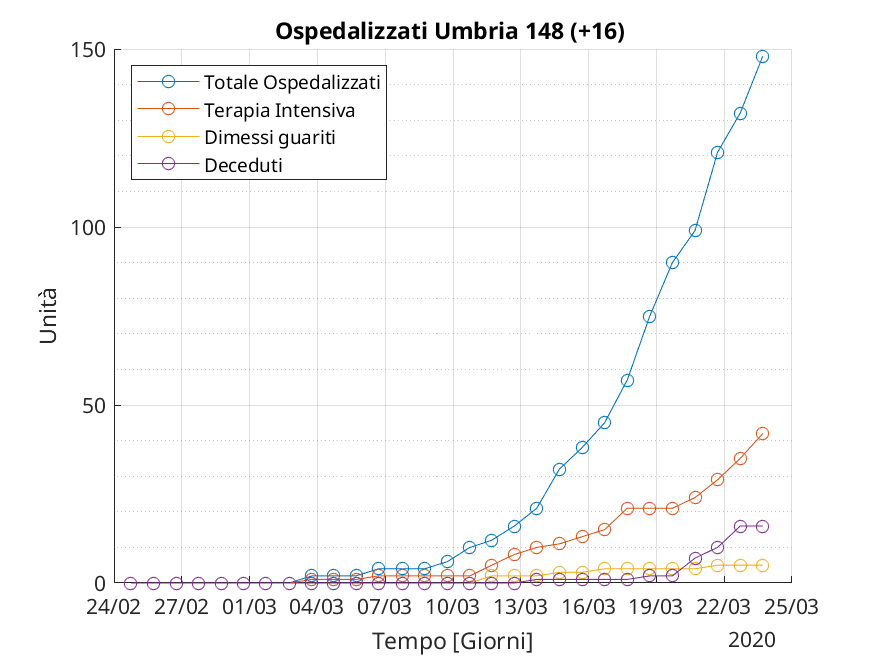 Ospedalizzati Umbria 148 (+16)
150
100
50
0
Unità
Totale Ospedalizzati
Terapia Intensiva
Dimessi guariti
Deceduti
24/02 27/02 01/03 04/03 07/03 10/03 13/03 16/03 19/03 22/03 25/03
Tempo [Giorni]
2020